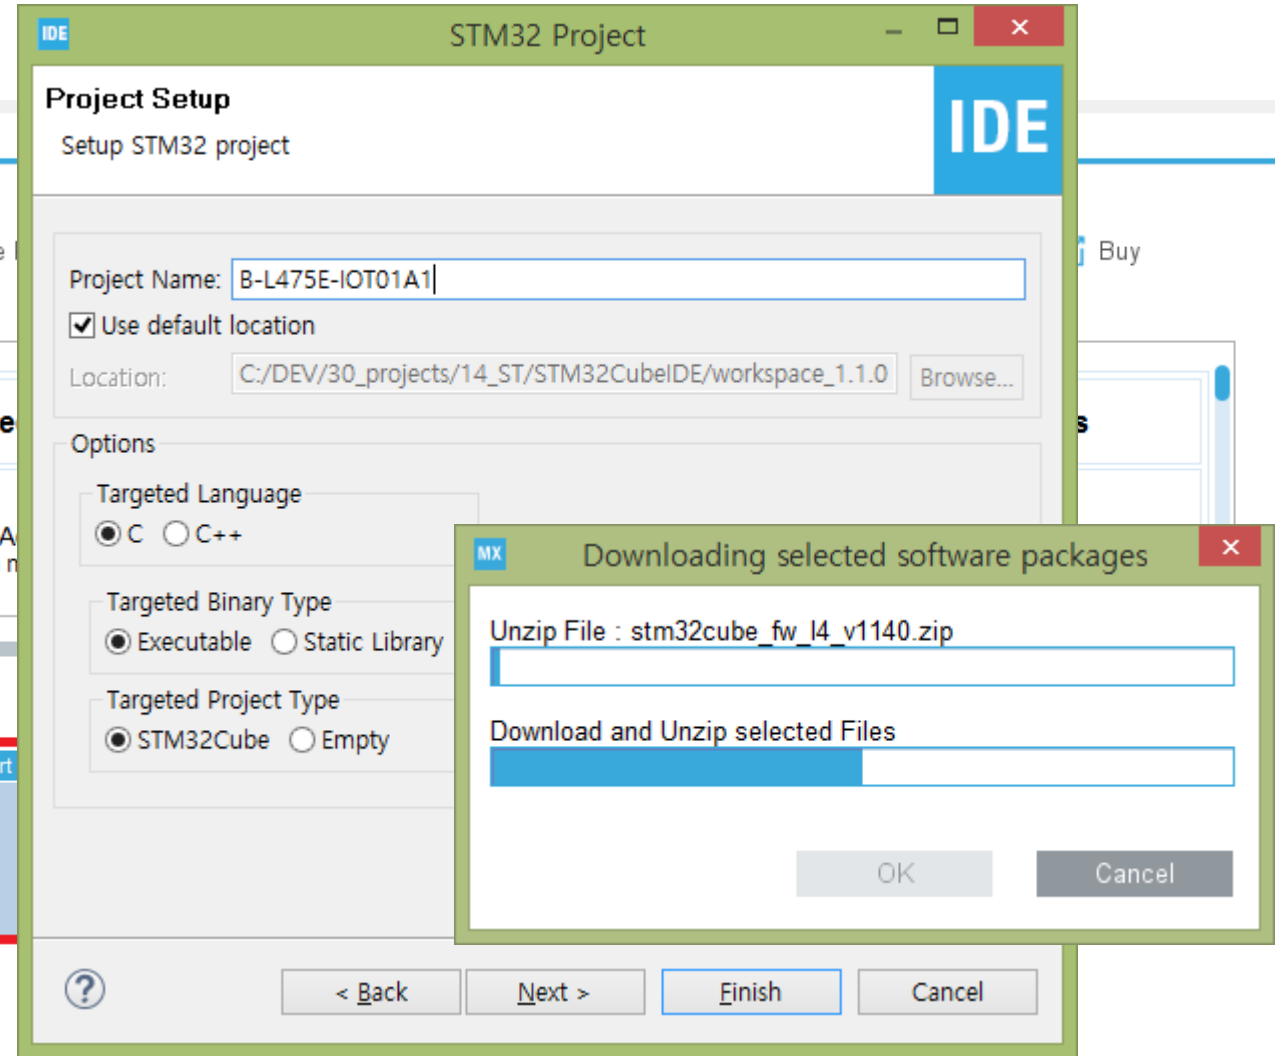 IDE
STM32 Project
Project Setup
Setup STM32 project
IDE
Buy
Project Name: B-L475E-IOT01A1
Use default location
Location: C:/DEV/30_projects/14_ST/STM32CubeIDE/workspace_1.1.0 Browse...
Options
Targeted Language
C C++
Targeted Binary Type
Executable Static Library
Targeted Project Type
STM32Cube Empty
MX
Downloading selected software packages
Unzip File : stm32cube_fw_l4_v1140.zip
Download and Unzip selected Files
OK Cancel
? < Back Next > Finish Cancel